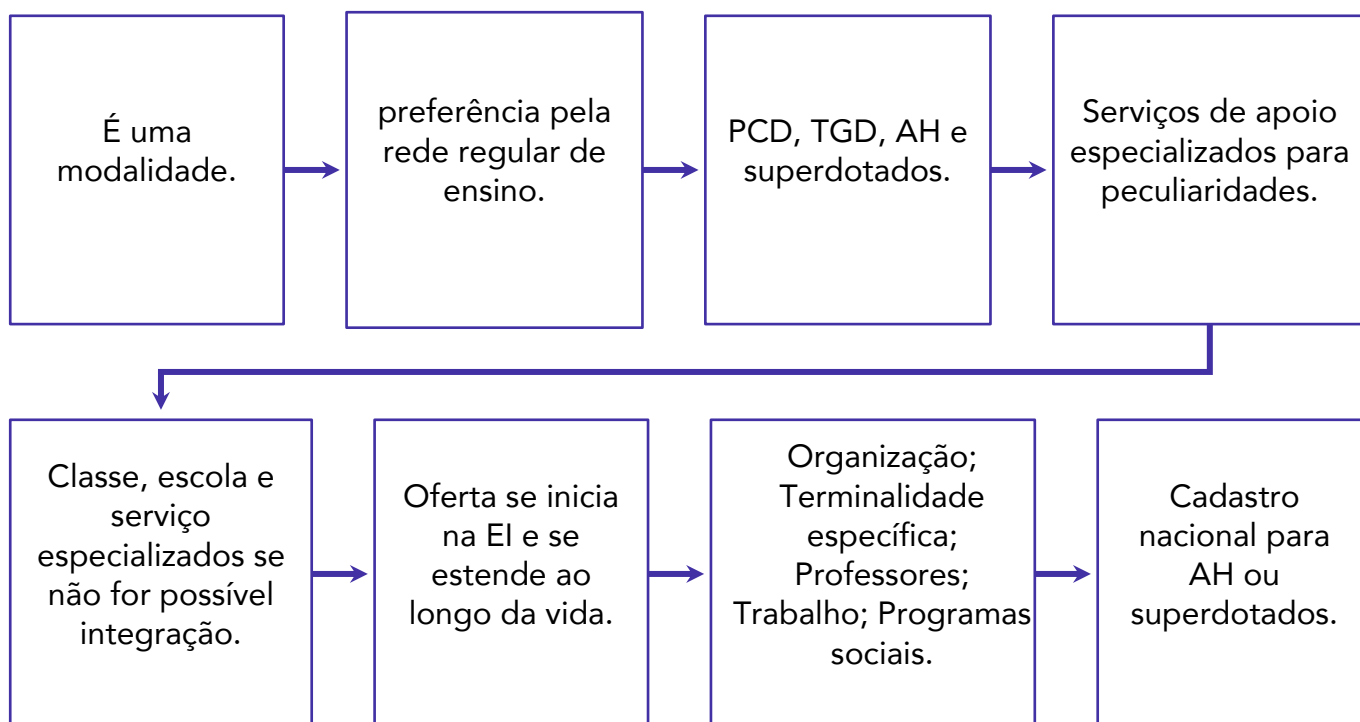 É uma
modalidade.
preferência pela
rede regular de
ensino.
PCD, TGD, AH e
superdotados.
Serviços de apoio
especializados para
peculiaridades.
Classe, escola e
serviço
especializados se
não for possível
integração.
Oferta se inicia
na EI e se
estende ao
longo da vida.
Organização;
Terminalidade
específica;
Professores;
Trabalho; Programas
sociais.
Cadastro
nacional para
AH ou
superdotados.